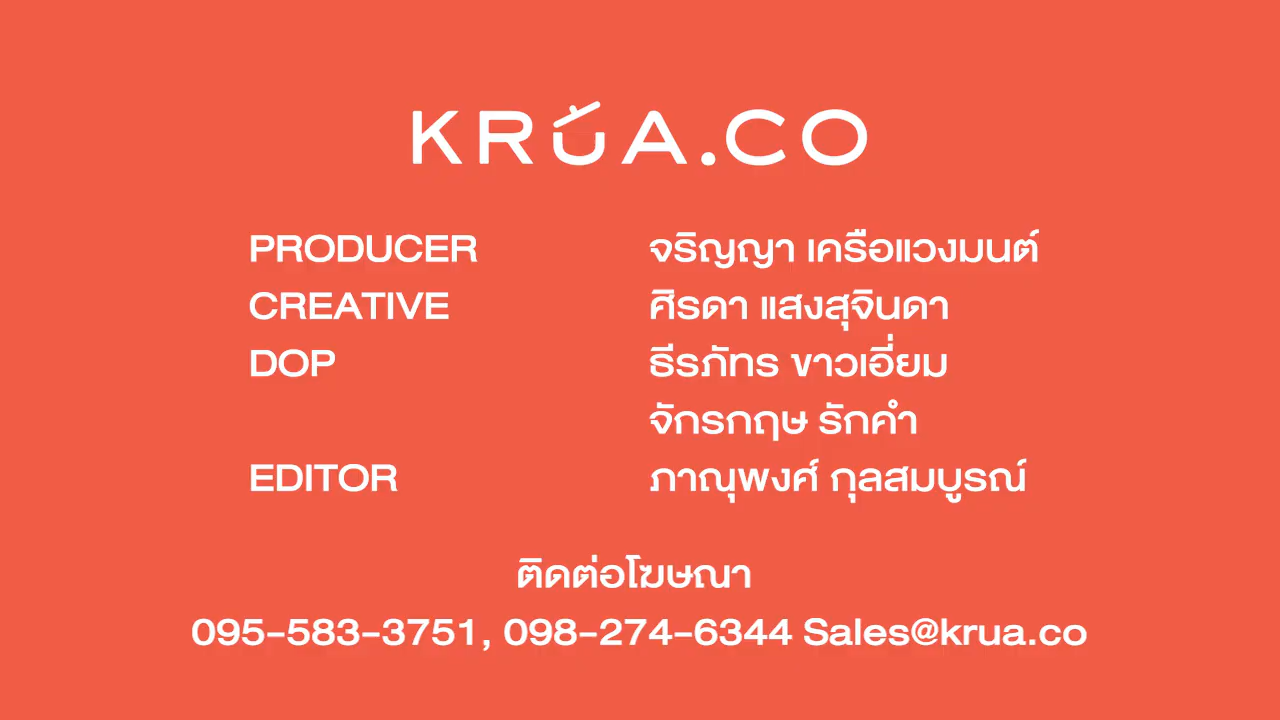 KRUA.CO
PRODUCER จริญญา เครือแวงมนต์
CREATIVE ศิรดา แสงสุจินดา
DOP ธีรภัทร ขาวเอี่ยม
จักรกฤษ รักคำ
EDITOR ภาณุพงศ์ กุลสมบูรณ์
ติดต่อโฆษณา
095-583-3751, 098-274-6344 Sales@krua.co